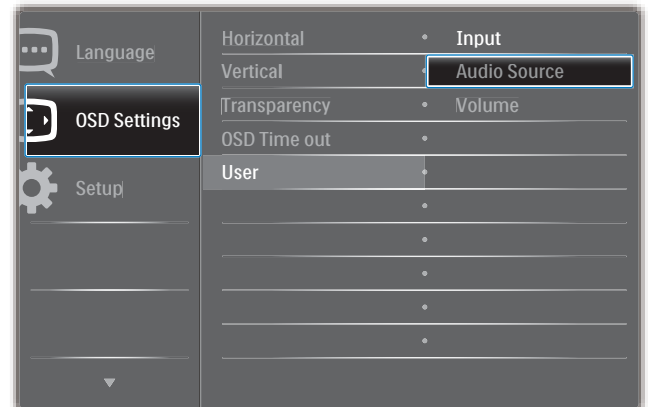 Language
OSD Settings
Setup
Horizontal
Vertical
Transparency
OSD Time out
User
Input
Audio Source
Volume